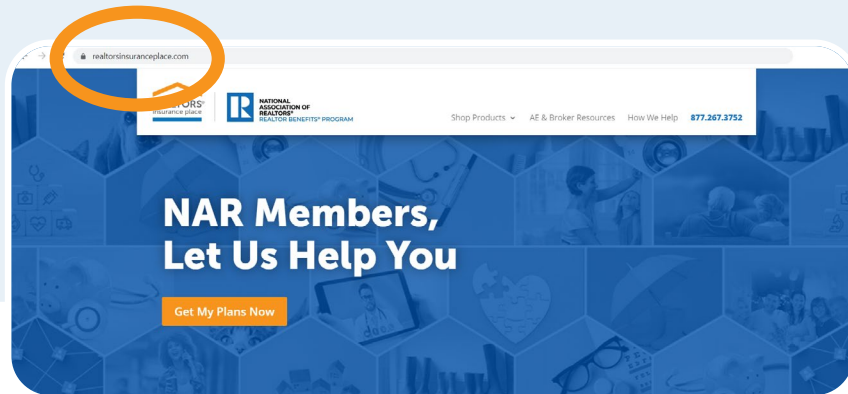 realtorsinsuranceplace.com
REALTORS®
insurance place
NATIONAL
ASSOCIATION OF
REALTORS®
REALTOR BENEFITS® PROGRAM
Shop Products AE & Broker Resources How We Help 877.267.3752
NAR Members,
Let Us Help You
Get My Plans Now